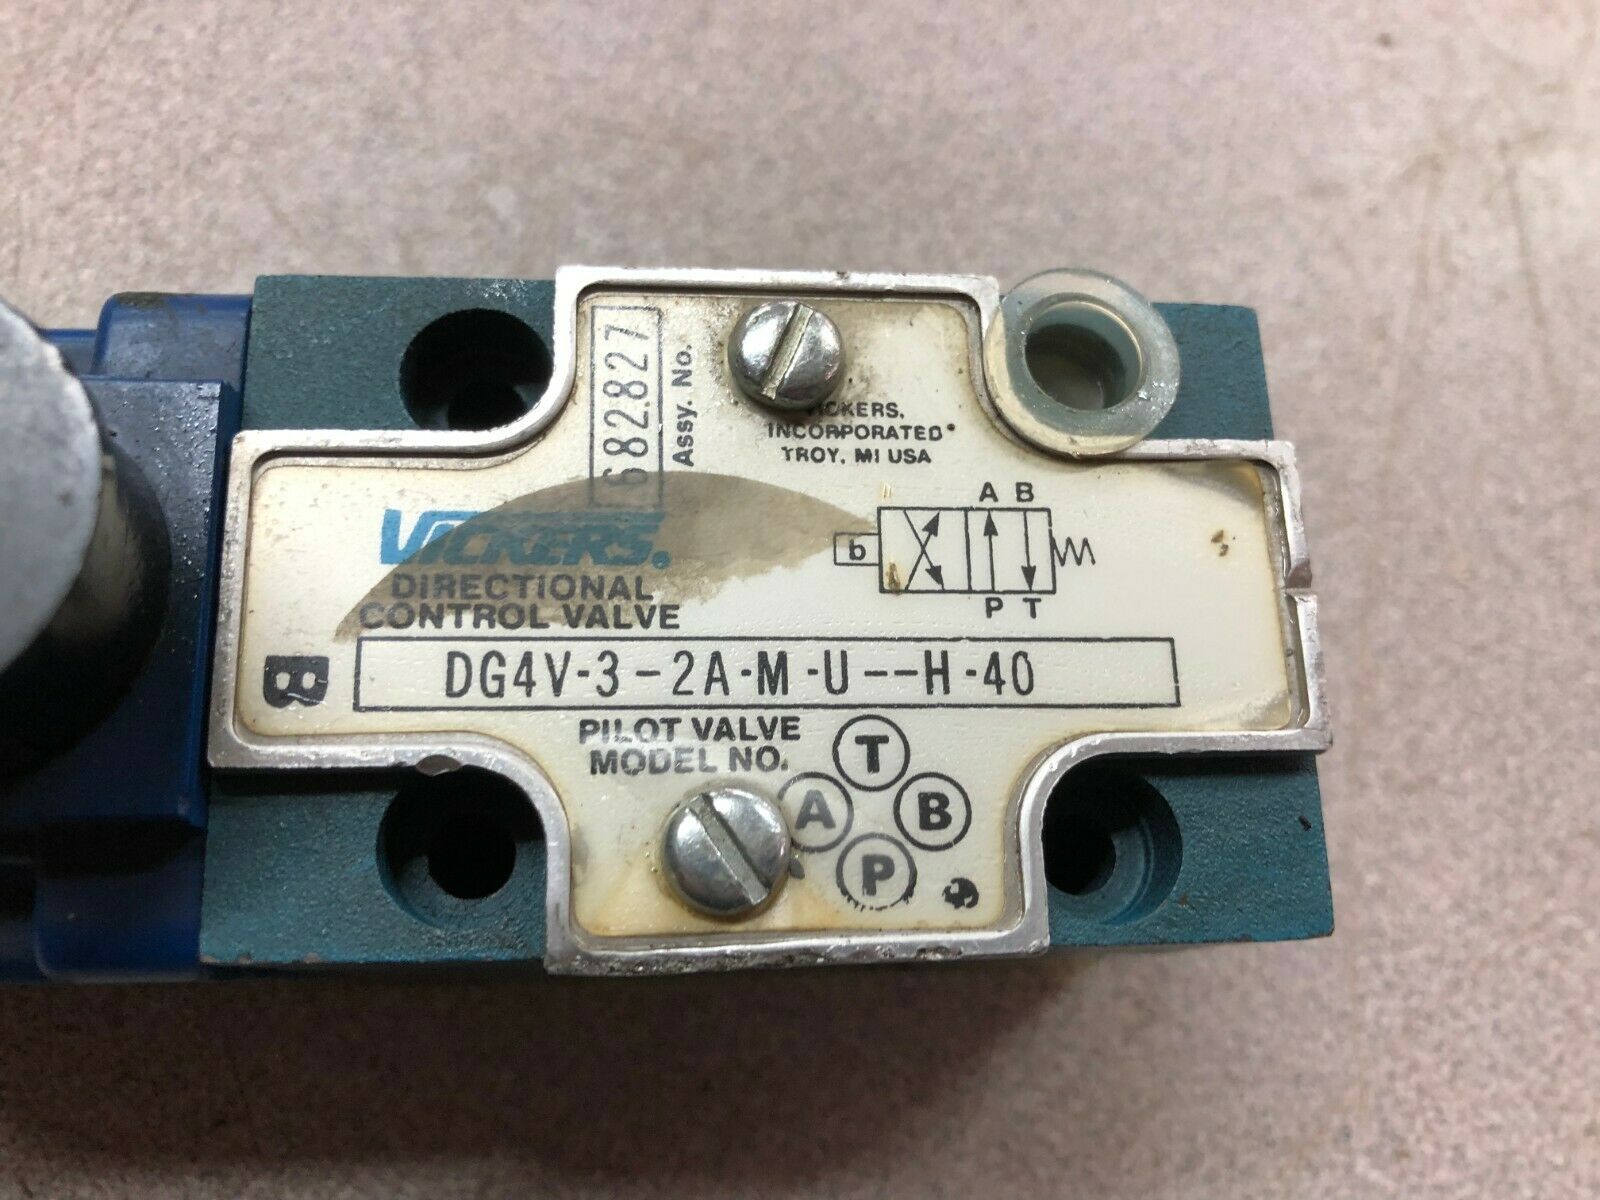 682827
Assy. No.
VICKERS,
INCORPORATED
TROY, MI USA
A B
b
P T
VICKERS®
DIRECTIONAL
CONTROL VALVE
B
DG4V-3-2A-M-U--H-40
PILOT VALVE
MODEL NO.
T
A B
P